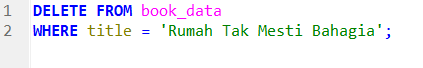 1 DELETE FROM book_data
2 WHERE title = 'Rumah Tak Mesti Bahagia';